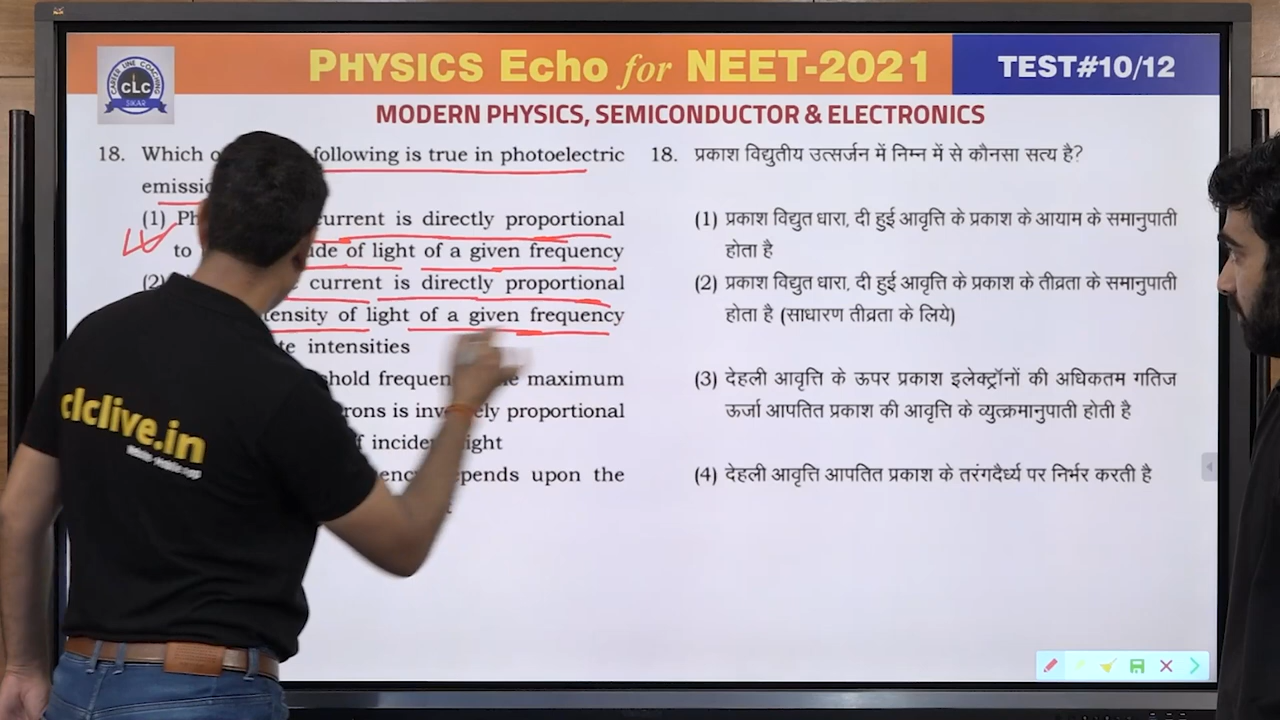 PHYSICS Echo for NEET-2021
TEST#10/12
CAREER LINE COACHING
CLC
SIKAR
MODERN PHYSICS, SEMICONDUCTOR & ELECTRONICS
18. Which following is true in photoelectric
emissio
(1) Ph current is directly proportional
to ude of light of a given frequency
(2) current is directly proportional
tensity of light of a given frequency
te intensities
shold frequen maximum
rons is inv ly proportional
f incide ight
ency epends upon the
18. प्रकाश विद्युतीय उत्सर्जन में निम्न में से कौनसा सत्य है?
(1) प्रकाश विद्युत धारा, दी हुई आवृत्ति के प्रकाश के आयाम के समानुपाती
होता है
(2) प्रकाश विद्युत धारा, दी हुई आवृत्ति के प्रकाश के तीव्रता के समानुपाती
होता है (साधारण तीव्रता के लिये)
(3) देहली आवृत्ति के ऊपर प्रकाश इलेक्ट्रॉनों की अधिकतम गतिज
ऊर्जा आपतित प्रकाश की आवृत्ति के व्युत्क्रमानुपाती होती है
(4) देहली आवृत्ति आपतित प्रकाश के तरंगदैर्ध्य पर निर्भर करती है
clclive.in